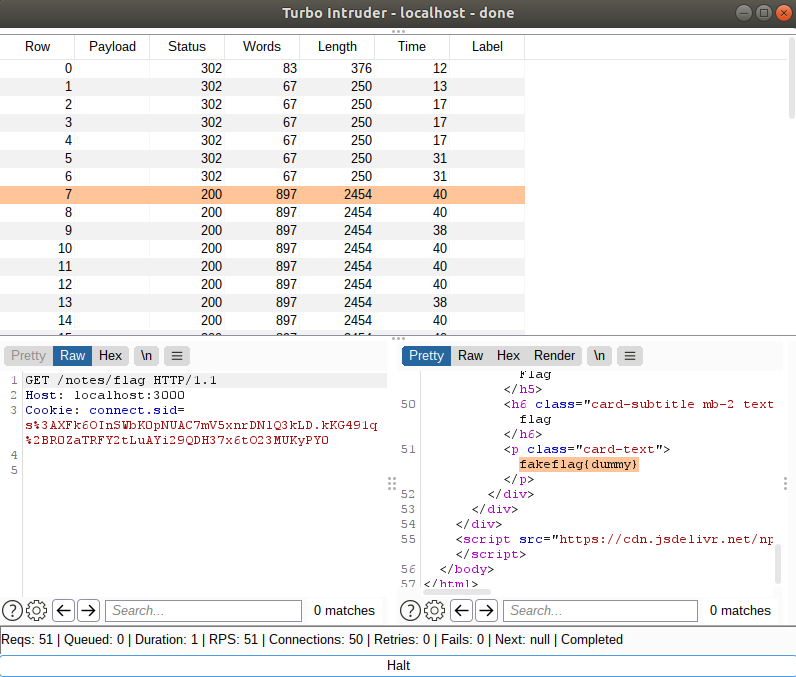 Turbo Intruder - localhost - done
Row Payload Status Words Length Time Label
0 302 83 376 12
1 302 67 250 13
2 302 67 250 17
3 302 67 250 17
4 302 67 250 17
5 302 67 250 31
6 302 67 250 31
7 200 897 2454 40
8 200 897 2454 40
9 200 897 2454 38
10 200 897 2454 40
11 200 897 2454 40
12 200 897 2454 40
13 200 897 2454 38
14 200 897 2454 40
Pretty Raw Hex \n
1 GET /notes/flag HTTP/1.1
2 Host: localhost:3000
3 Cookie: connect.sid=
s%3AXFk6OInSWbK0pNUAC7mV5xnrDNlQ3kLD.kKG491q
%2BR0ZaTRFY2tLuAYi29QDH37x6tO23MUKyPY0
4
5
? Search... 0 matches
Pretty Raw Hex Render \n
Flag
</h5>
50 <h6 class="card-subtitle mb-2 text
flag
</h6>
51 <p class="card-text">
fakeflag{dummy}
</p>
52 </div>
53 </div>
54 </div>
55 <script src="https://cdn.jsdelivr.net/np
</script>
56 </body>
57 </html>
? Search... 0 matches
Reqs: 51 | Queued: 0 | Duration: 1 | RPS: 51 | Connections: 50 | Retries: 0 | Fails: 0 | Next: null | Completed
Halt